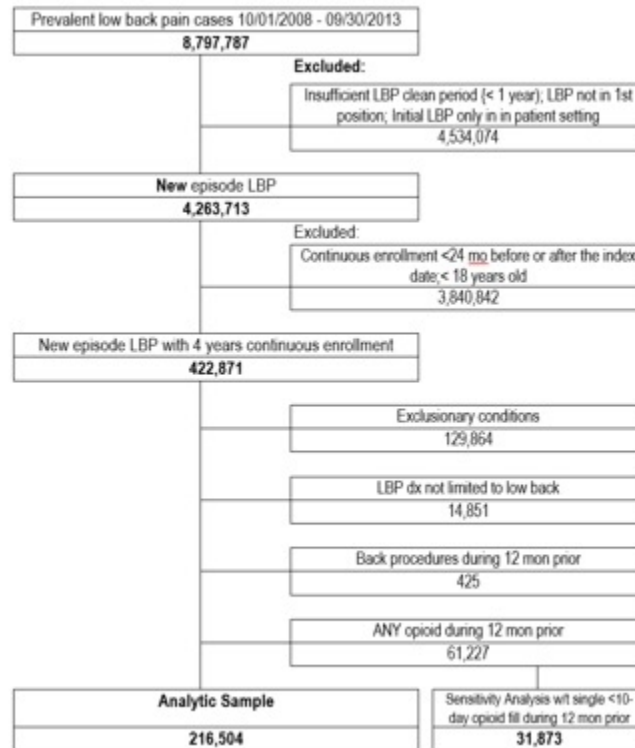 Prevalent low back pain cases 10/01/2008 - 09/30/2013
8,797,787
Excluded:
Insufficient LBP clean period (< 1 year); LBP not in 1st
position; Initial LBP only in in patient setting
4,534,074
New episode LBP
4,263,713
Excluded:
Continuous enrollment <24 mo before or after the index
date;< 18 years old
3,840,842
New episode LBP with 4 years continuous enrollment
422,871
Exclusionary conditions
129,864
LBP dx not limited to low back
14,851
Back procedures during 12 mon prior
425
ANY opioid during 12 mon prior
61,227
Analytic Sample
216,504
Sensitivity Analysis w/t single <10-
day opioid fill during 12 mon prior
31,873